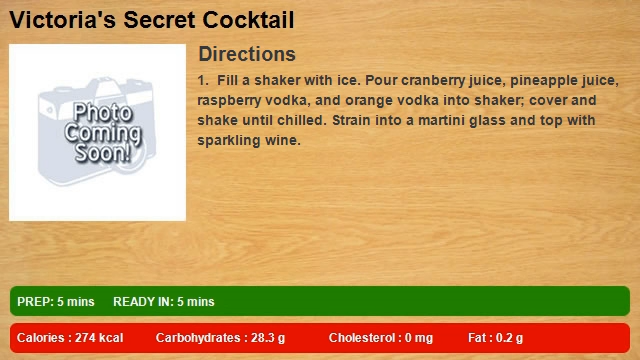 Victoria's Secret Cocktail
Photo
Coming
Soon!
Directions
1. Fill a shaker with ice. Pour cranberry juice, pineapple juice,
raspberry vodka, and orange vodka into shaker; cover and
shake until chilled. Strain into a martini glass and top with
sparkling wine.
PREP: 5 mins READY IN: 5 mins
Calories : 274 kcal Carbohydrates : 28.3 g Cholesterol : 0 mg Fat : 0.2 g